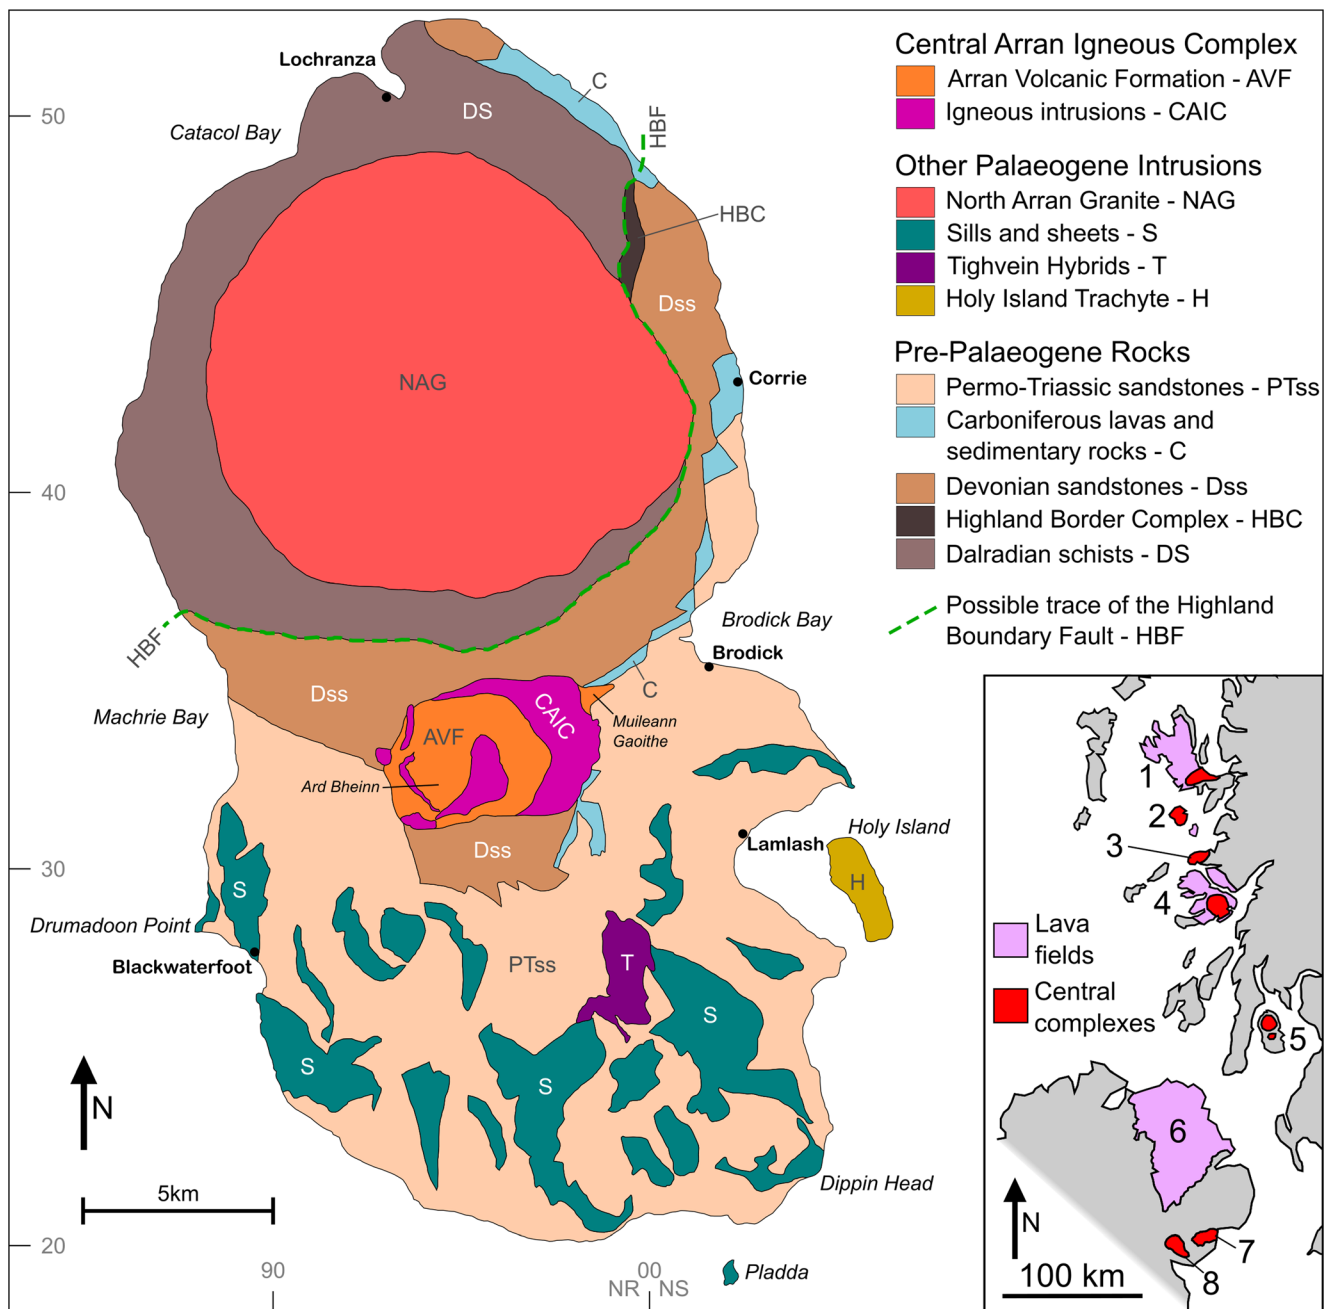 Lochranza
Catacol Bay
50
DS
C
HBF
HBC
Dss
NAG
Corrie
40
HBF
Brodick Bay
Brodick
C
Dss
Machrie Bay
CAIC
AVF
Muileann
Gaoithe
Ard Bheinn
Dss
30
Lamlash
Holy Island
H
S
Drumadoon Point
Blackwaterfoot
PTss
T
S
S
S
N
5km
Dippin Head
20
90
00
NR
NS
Pladda
Central Arran Igneous Complex
Arran Volcanic Formation - AVF
Igneous intrusions - CAIC
Other Palaeogene Intrusions
North Arran Granite - NAG
Sills and sheets - S
Tighvein Hybrids - T
Holy Island Trachyte - H
Pre-Palaeogene Rocks
Permo-Triassic sandstones - PTss
Carboniferous lavas and
sedimentary rocks - C
Devonian sandstones - Dss
Highland Border Complex - HBC
Dalradian schists - DS
Possible trace of the Highland
Boundary Fault - HBF
1
2
3
4
Lava
fields
Central
complexes
5
6
7
8
N
100 km